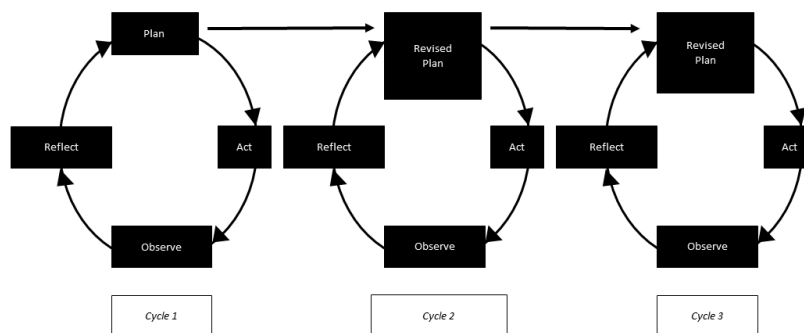 Plan
Revised
Plan
Revised
Plan
Reflect
Act
Reflect
Act
Reflect
Act
Observe
Observe
Observe
Cycle 1
Cycle 2
Cycle 3